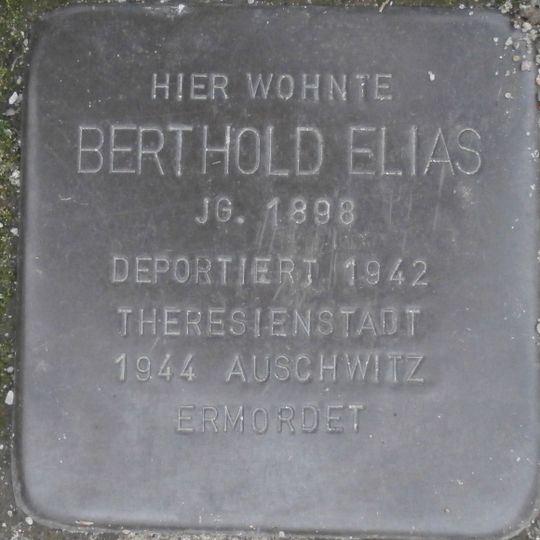 HIER WOHNTE
BERTHOLD ELIAS
JG. 1898
DEPORTIERT 1942
THERESIENSTADT
1944 AUSCHWITZ
ERMORDET